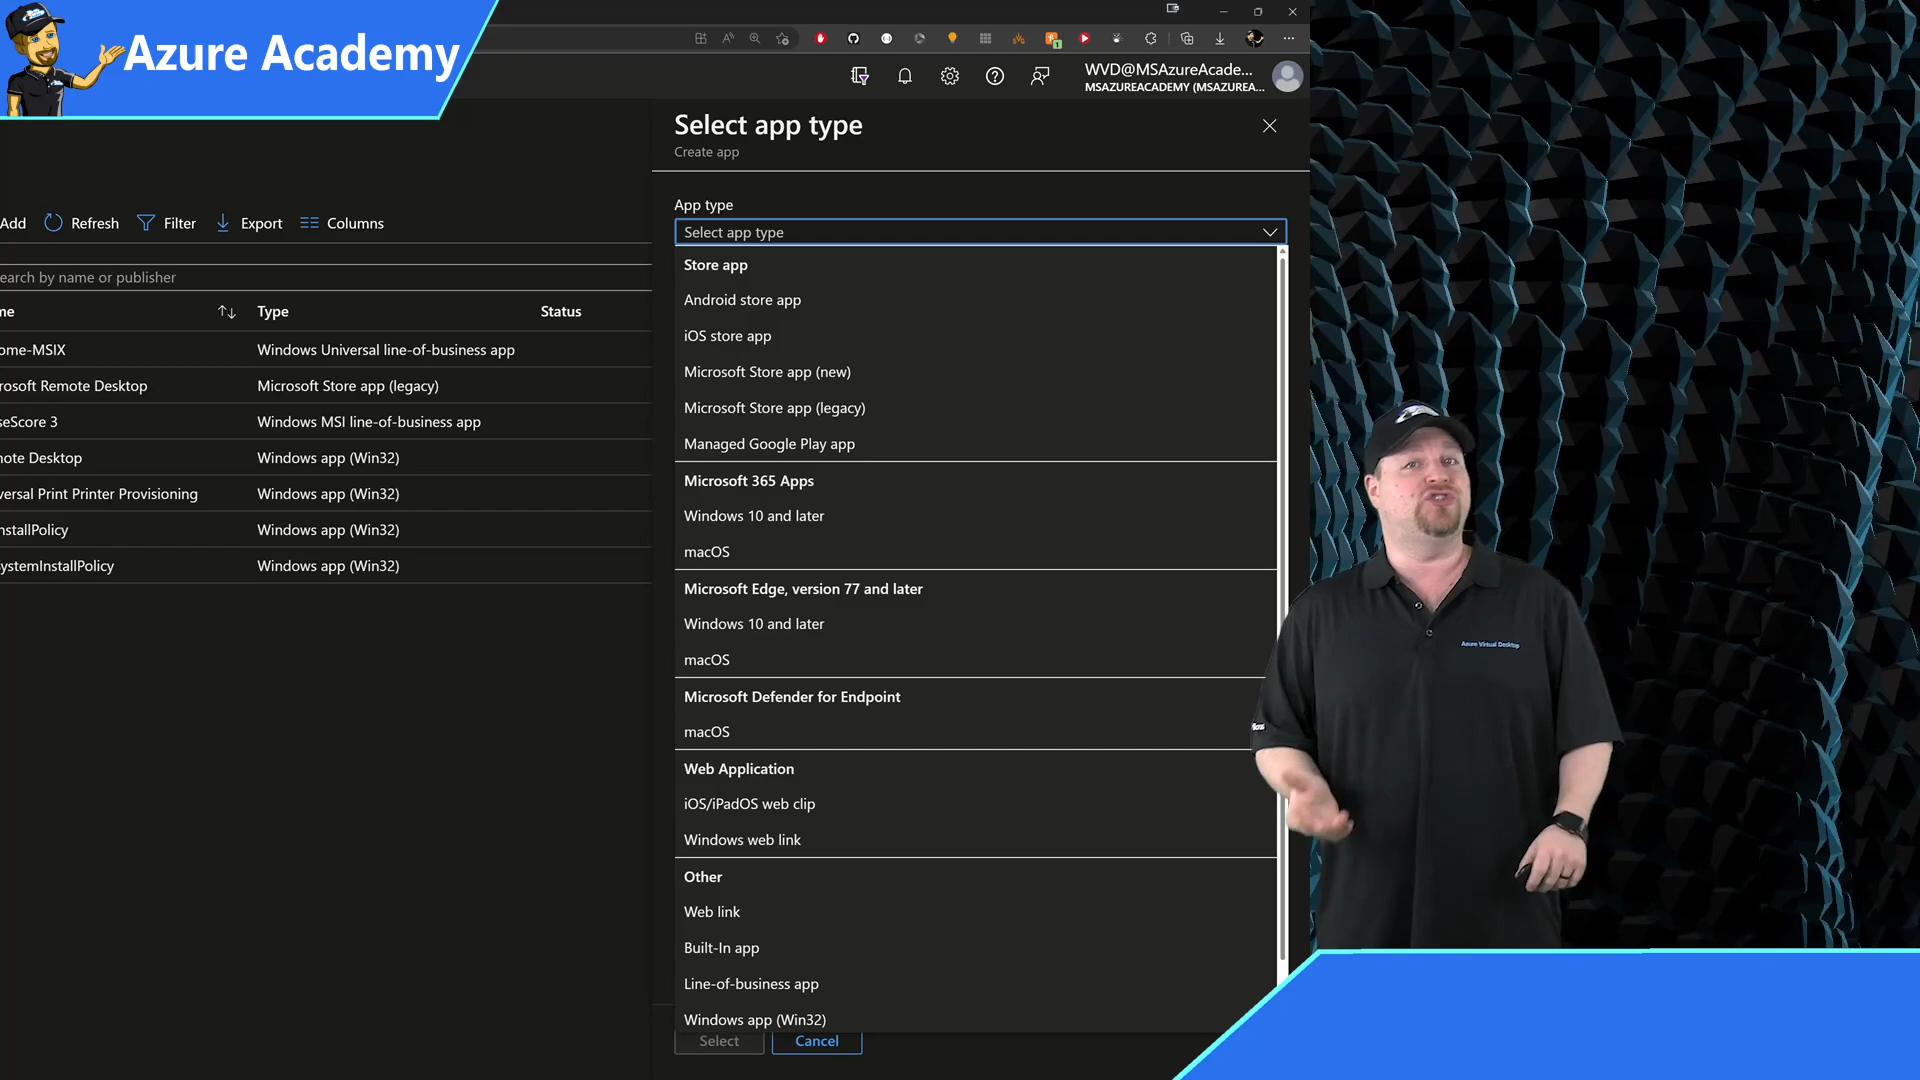 Azure Academy
WVD@MSAzureAcade...
MSAZUREACADEMY (MSAZUREA...
Select app type
Create app
Add Refresh Filter Export Columns
earch by name or publisher
me Type Status
ome-MSIX Windows Universal line-of-business app
rosoft Remote Desktop Microsoft Store app (legacy)
seScore 3 Windows MSI line-of-business app
note Desktop Windows app (Win32)
versal Print Printer Provisioning Windows app (Win32)
nstallPolicy Windows app (Win32)
ystemInstallPolicy Windows app (Win32)
App type
Select app type
Store app
Android store app
iOS store app
Microsoft Store app (new)
Microsoft Store app (legacy)
Managed Google Play app
Microsoft 365 Apps
Windows 10 and later
macOS
Microsoft Edge, version 77 and later
Windows 10 and later
macOS
Microsoft Defender for Endpoint
macOS
Web Application
iOS/iPadOS web clip
Windows web link
Other
Web link
Built-In app
Line-of-business app
Windows app (Win32)
Select Cancel
Azure Virtual Desktop